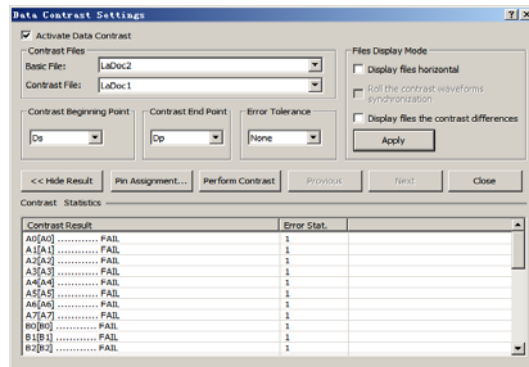 Data Contrast Settings
Activate Data Contrast
Contrast Files
Basic File: LaDoc2
Contrast File: LaDoc1
Files Display Mode
Display files horizontal
Roll the contrast waveforms
synchronization
Display files the contrast differences
Apply
Contrast Beginning Point Contrast End Point Error Tolerance
Ds Dp None
<< Hide Result Pin Assignment... Perform Contrast Previous Next Close
Contrast Statistics
Contrast Result Error Stat.
A0[A0] ............ FAIL 1
A1[A1] ............ FAIL 1
A2[A2] ............ FAIL 1
A3[A3] ............ FAIL 1
A4[A4] ............ FAIL 1
A5[A5] ............ FAIL 1
A6[A6] ............ FAIL 1
A7[A7] ............ FAIL 1
B0[B0] ............ FAIL 1
B1[B1] ............ FAIL 1
B2[B2] ............ FAIL 1